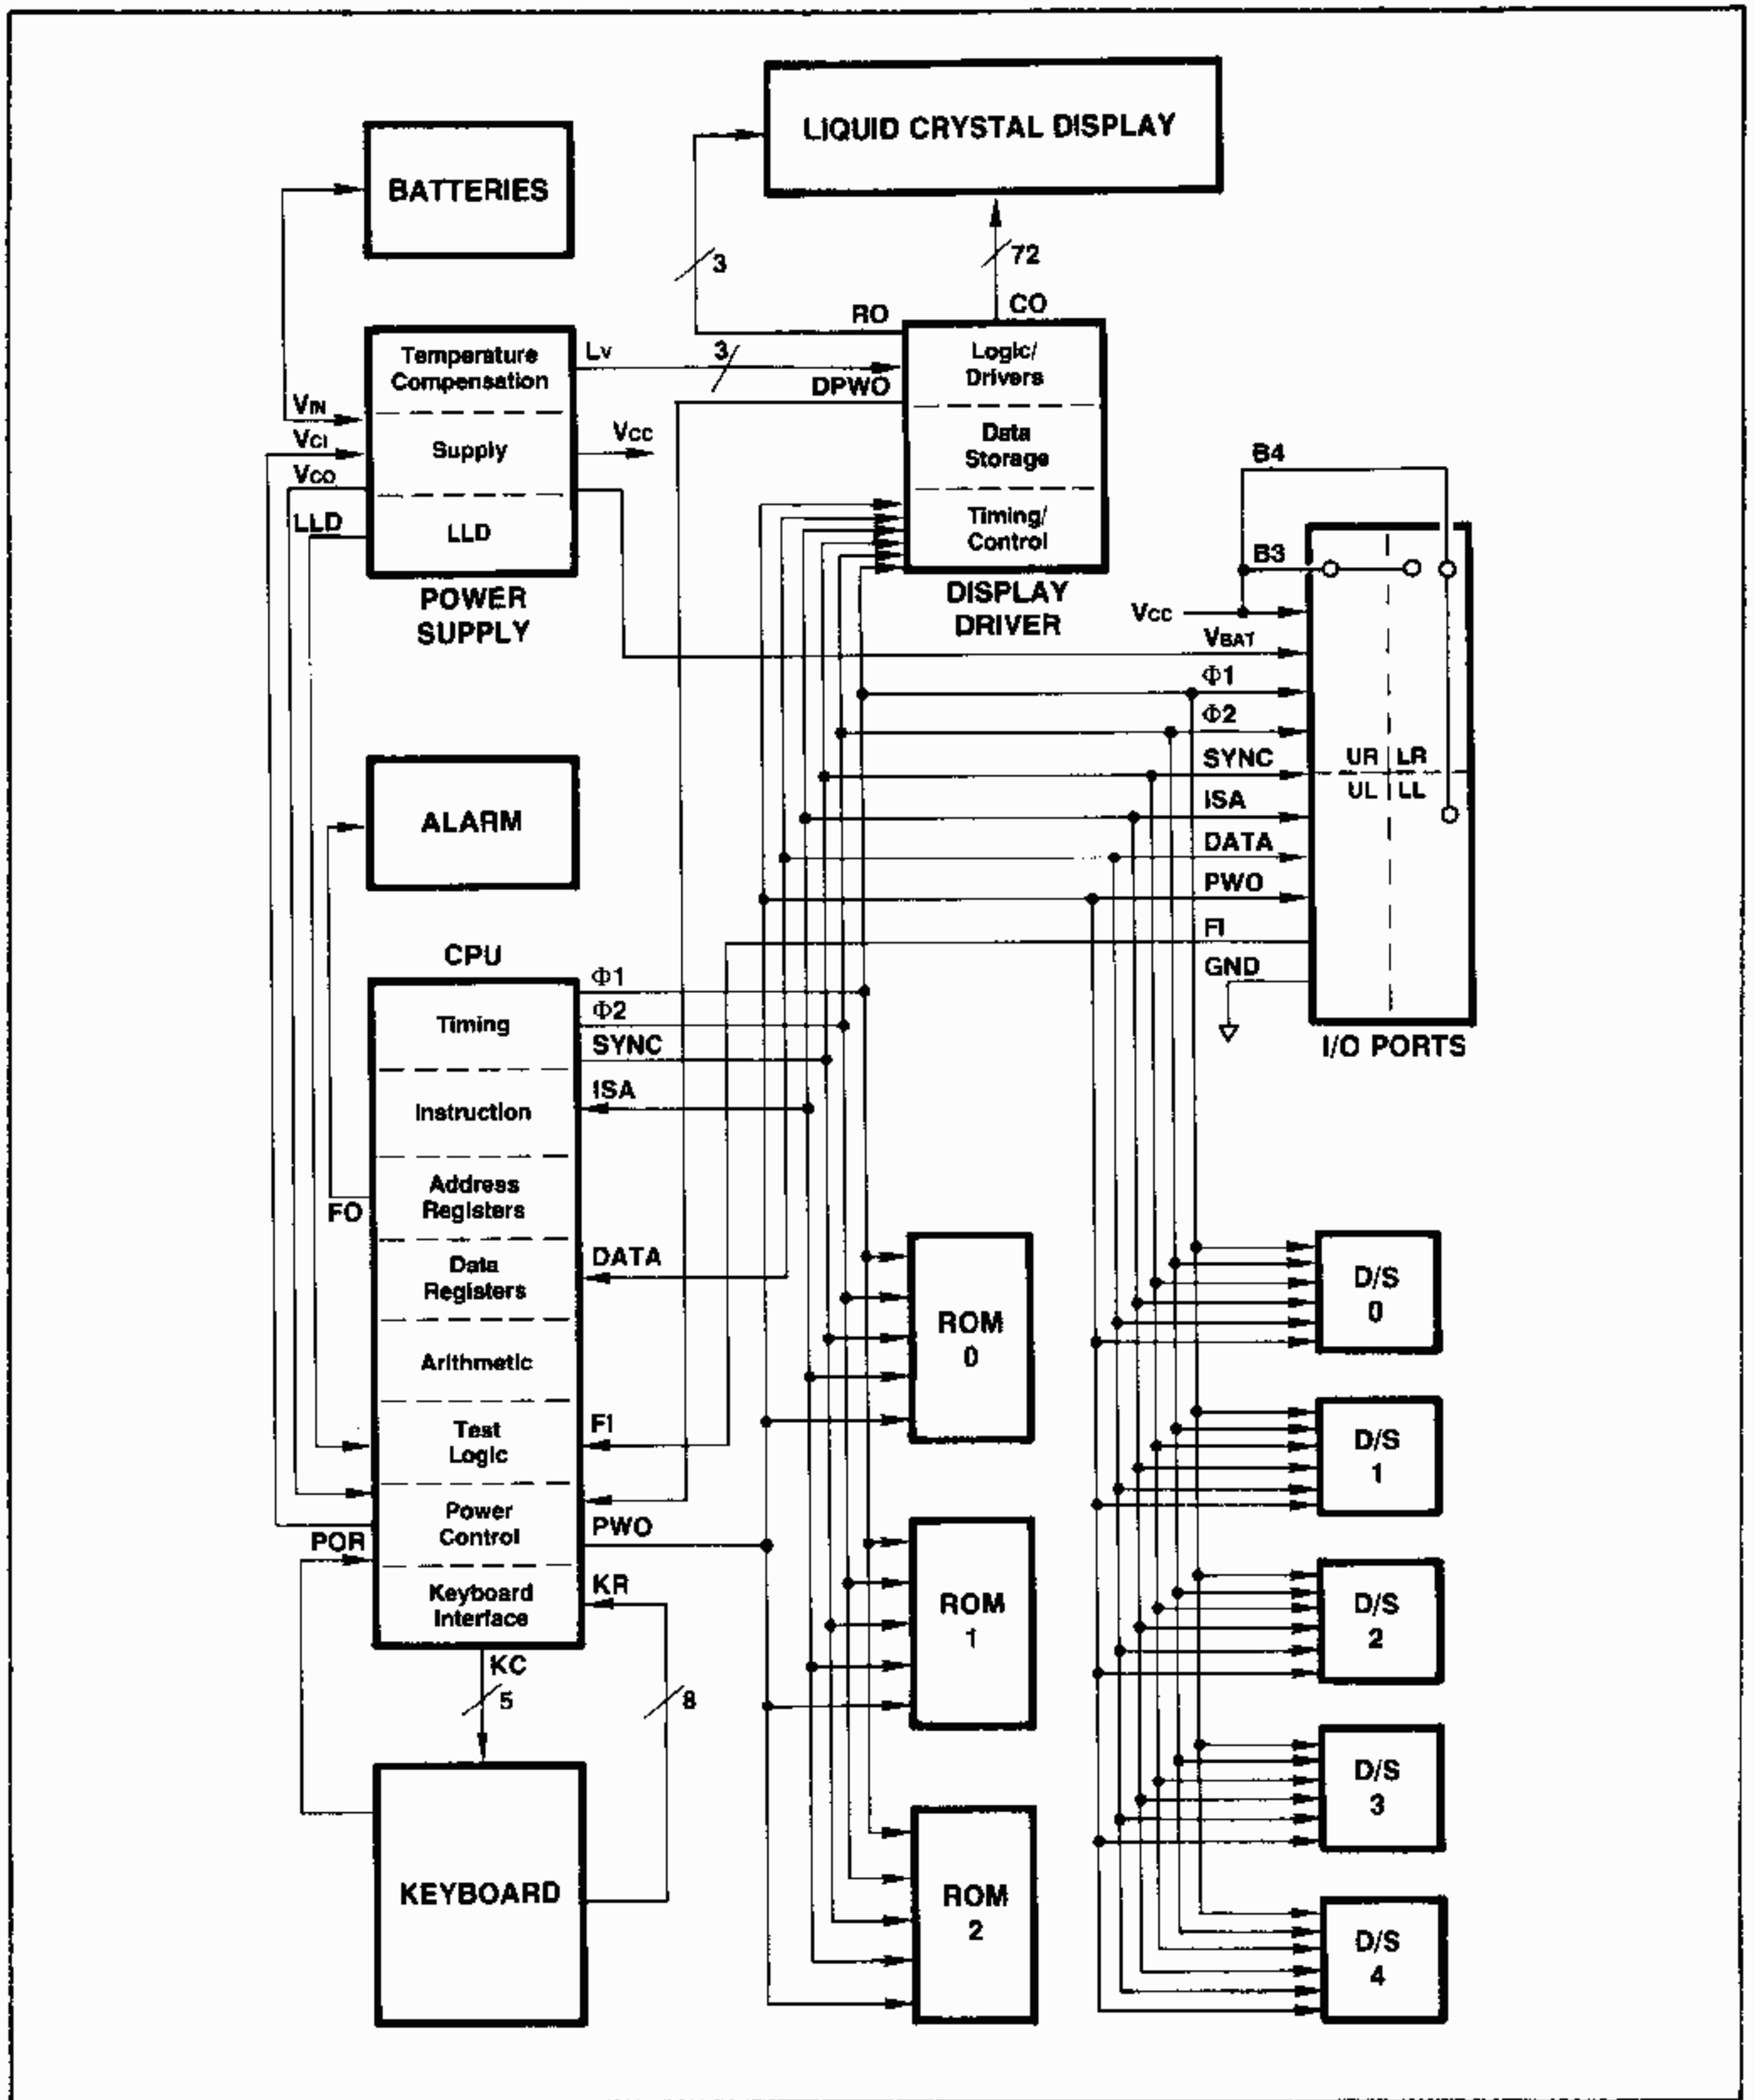 LIQUID CRYSTAL DISPLAY
BATTERIES
3
72
RO
CO
Temperature
Compensation
Supply
LLD
POWER
SUPPLY
LV
3
DPWO
VIN
VCI
VCO
LLD
VCC
Logic/
Drivers
Data
Storage
Timing/
Control
DISPLAY
DRIVER
B4
B3
VCC
VBAT
Φ1
Φ2
SYNC
ISA
DATA
PWO
FI
GND
UR LR
UL LL
I/O PORTS
ALARM
CPU
Timing
Instruction
Address
Registers
Data
Registers
Arithmetic
Test
Logic
Power
Control
Keyboard
Interface
Φ1
Φ2
SYNC
ISA
FO
DATA
FI
PWO
POR
KR
KC
5
8
KEYBOARD
ROM
0
ROM
1
ROM
2
D/S
0
D/S
1
D/S
2
D/S
3
D/S
4